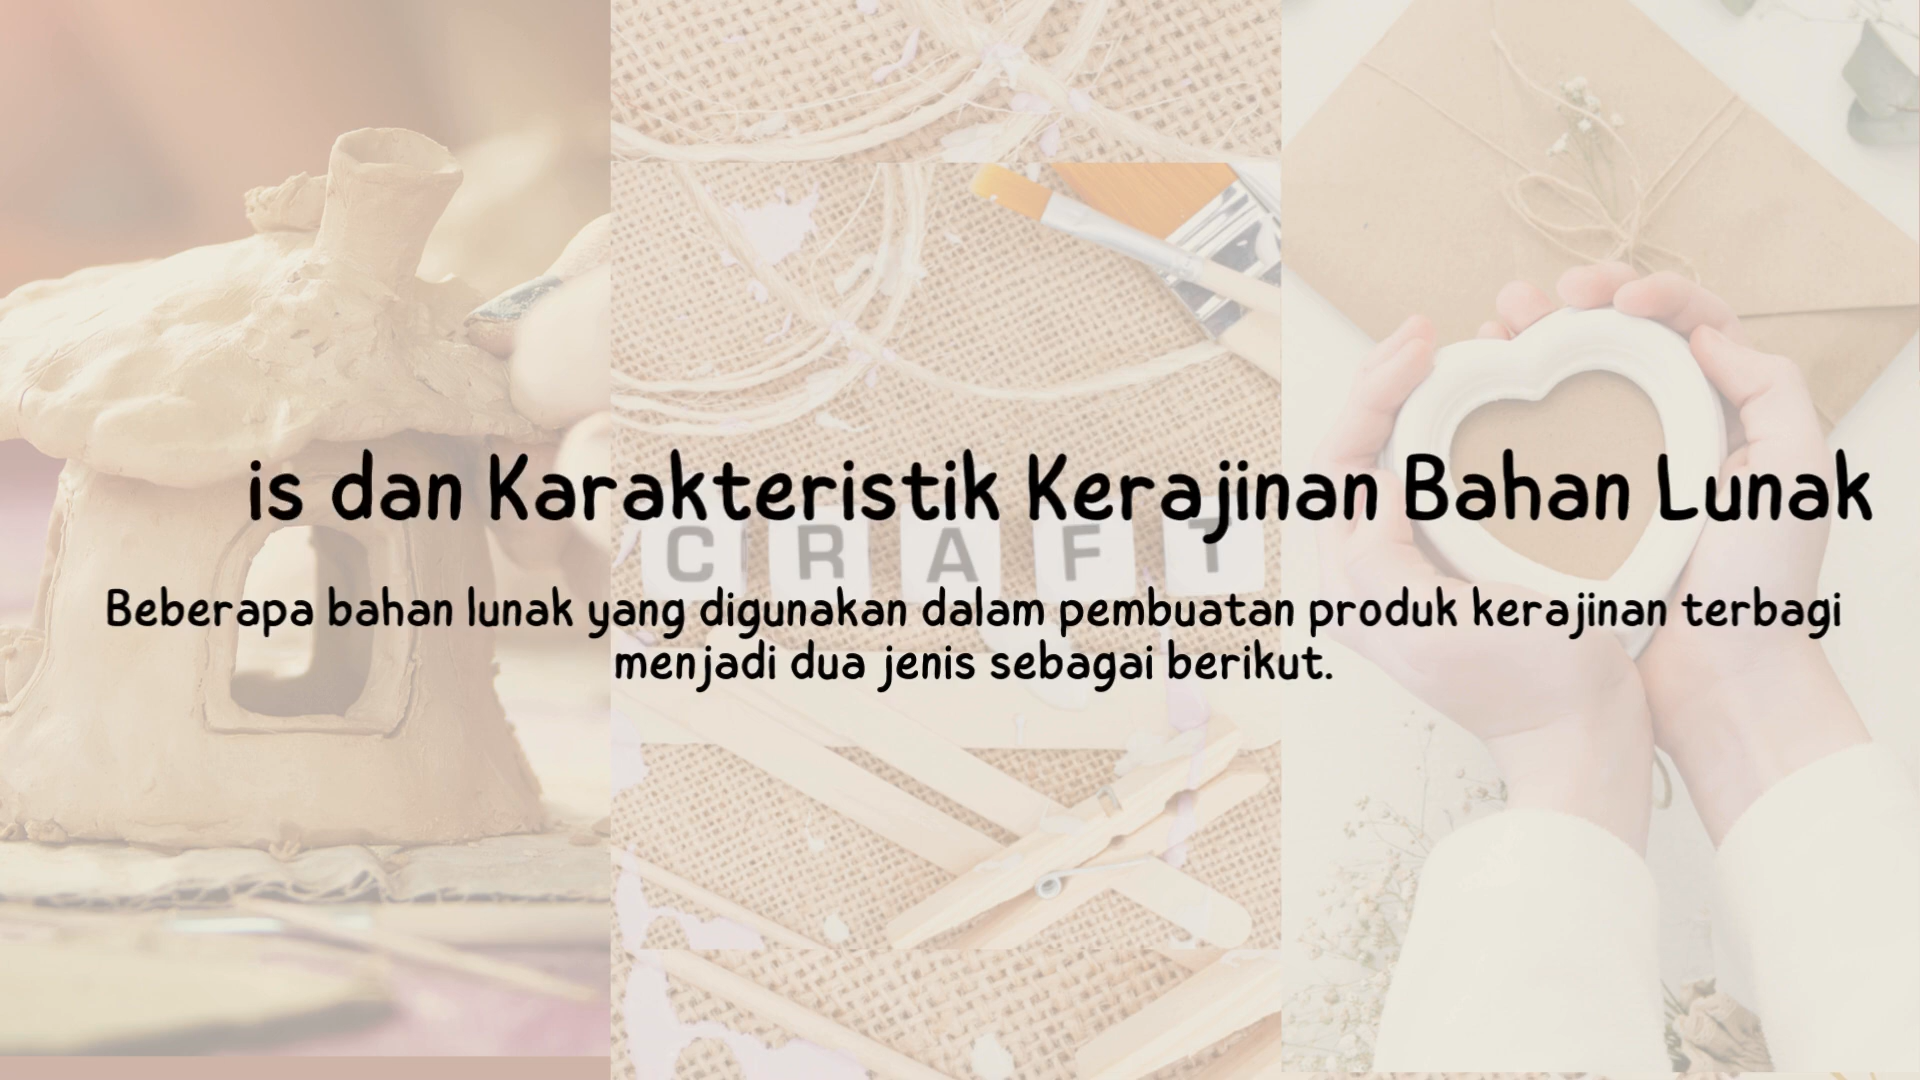 is dan Karakteristik Kerajinan Bahan Lunak
CRAFT
Beberapa bahan lunak yang digunakan dalam pembuatan produk kerajinan terbagi
menjadi dua jenis sebagai berikut.